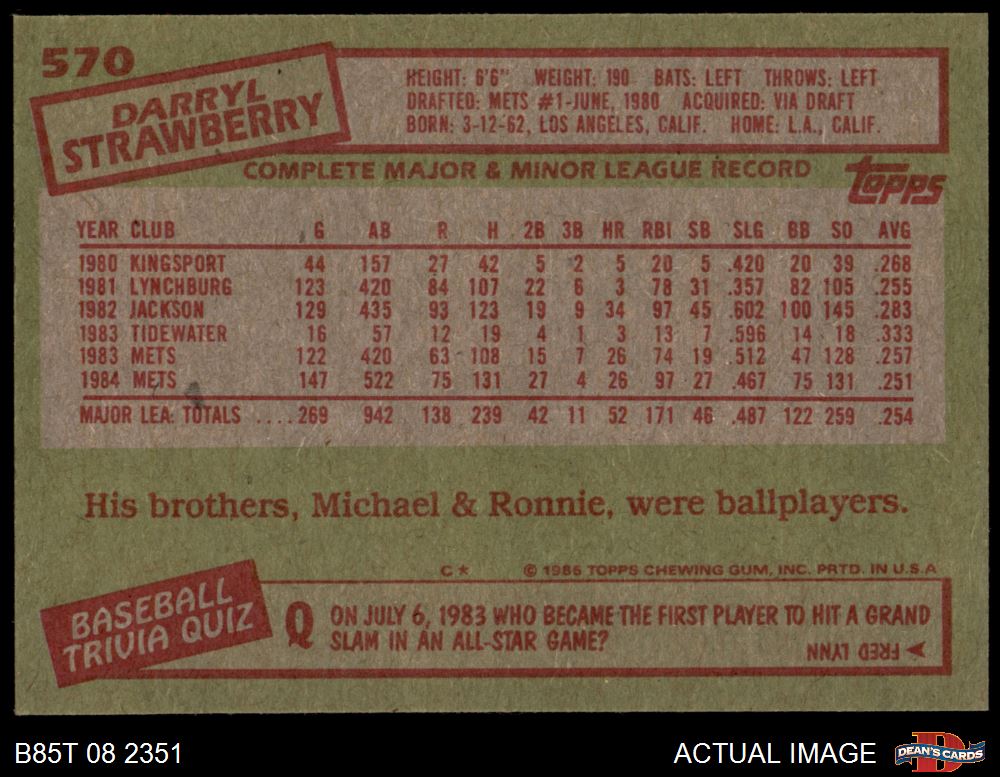 570
DARRYL
STRAWBERRY
HEIGHT: 6'6" WEIGHT: 190 BATS: LEFT THROWS: LEFT
DRAFTED: METS #1-JUNE, 1980 ACQUIRED: VIA DRAFT
BORN: 3-12-62, LOS ANGELES, CALIF. HOME: L.A., CALIF.
COMPLETE MAJOR & MINOR LEAGUE RECORD
topps
YEAR CLUB G AB R H 2B 3B HR RBI SB SLG BB SO AVG
1980 KINGSPORT 44 157 27 42 5 2 5 20 5 .420 20 39 .268
1981 LYNCHBURG 123 420 84 107 22 6 3 78 31 .357 82 105 .255
1982 JACKSON 129 435 93 123 19 9 34 97 45 .602 100 145 .283
1983 TIDEWATER 16 57 12 19 4 1 3 13 7 .596 14 18 .333
1983 METS 122 420 63 108 15 7 26 74 19 .512 47 128 .257
1984 METS 147 522 75 131 27 4 26 97 27 .467 75 131 .251
MAJOR LEA. TOTALS ....269 942 138 239 42 11 52 171 46 .487 122 259 .254
His brothers, Michael & Ronnie, were ballplayers.
C* © 1985 TOPPS CHEWING GUM, INC. PRTD. IN U.S.A
BASEBALL
TRIVIA QUIZ
Q ON JULY 6, 1983 WHO BECAME THE FIRST PLAYER TO HIT A GRAND
SLAM IN AN ALL-STAR GAME?
FRED LYNN
B85T 08 2351
ACTUAL IMAGE
D
DEAN'S CARDS